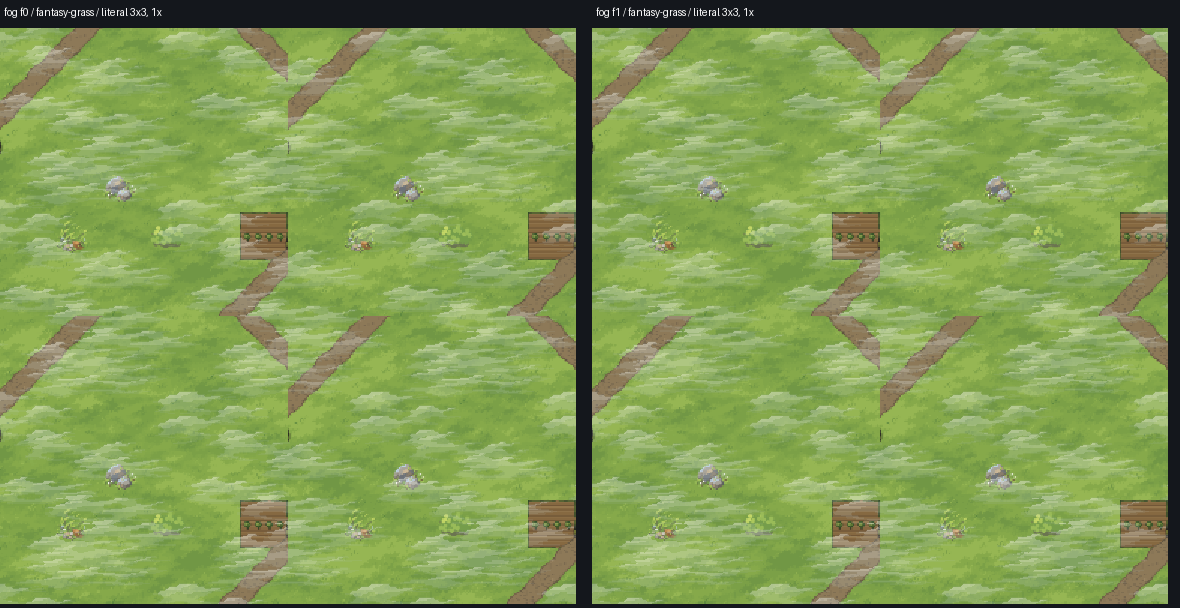 fog f0 / fantasy-grass / literal 3x3, 1x
fog f1 / fantasy-grass / literal 3x3, 1x